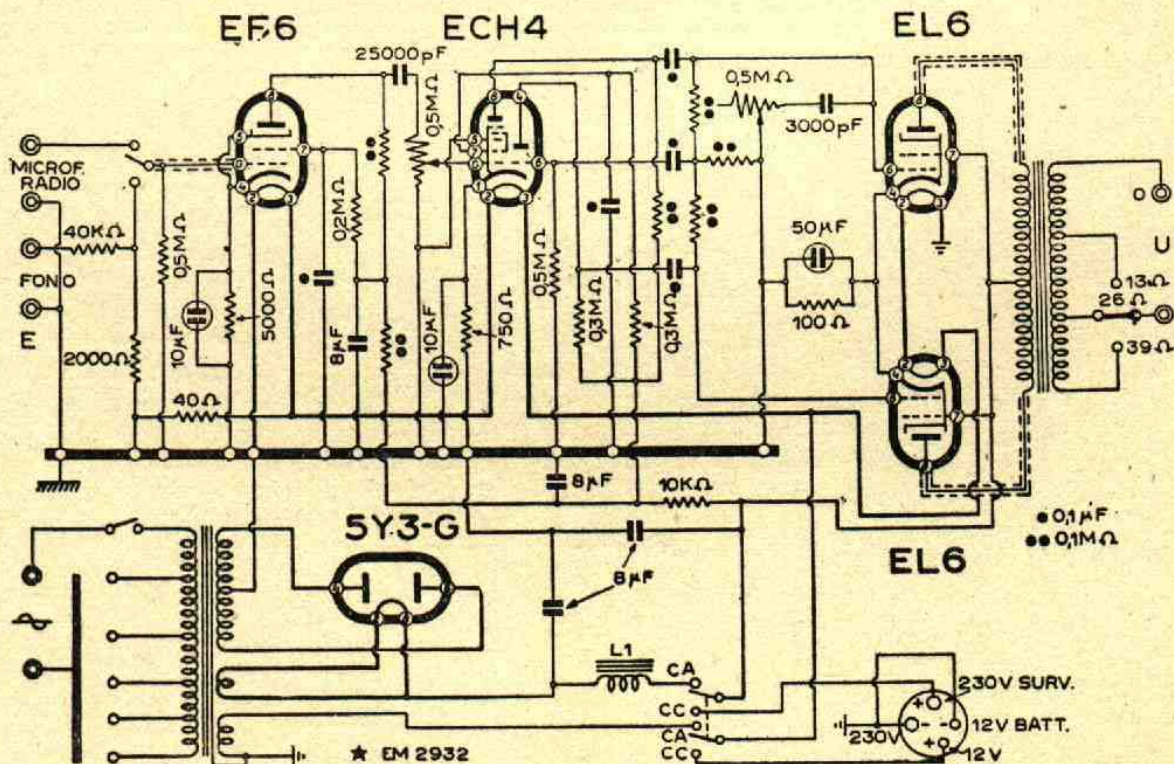 EF6
ECH4
EL6
25000pF
0,5MΩ
0,5MΩ
3000pF
MICROF.
RADIO
40KΩ
FONO
E
2000Ω
0,5MΩ
10μF
5000Ω
40Ω
0,2MΩ
8μF
10μF
750Ω
0,5MΩ
0,3MΩ
0,3MΩ
50μF
100Ω
O
U
13Ω
26Ω
39Ω
8μF
10KΩ
0,1μF
0,1MΩ
5Y3-G
8μF
EL6
L1
CA
CC
CA
CC
230V SURV.
12V BATT.
230V
12V
★ EM 2932